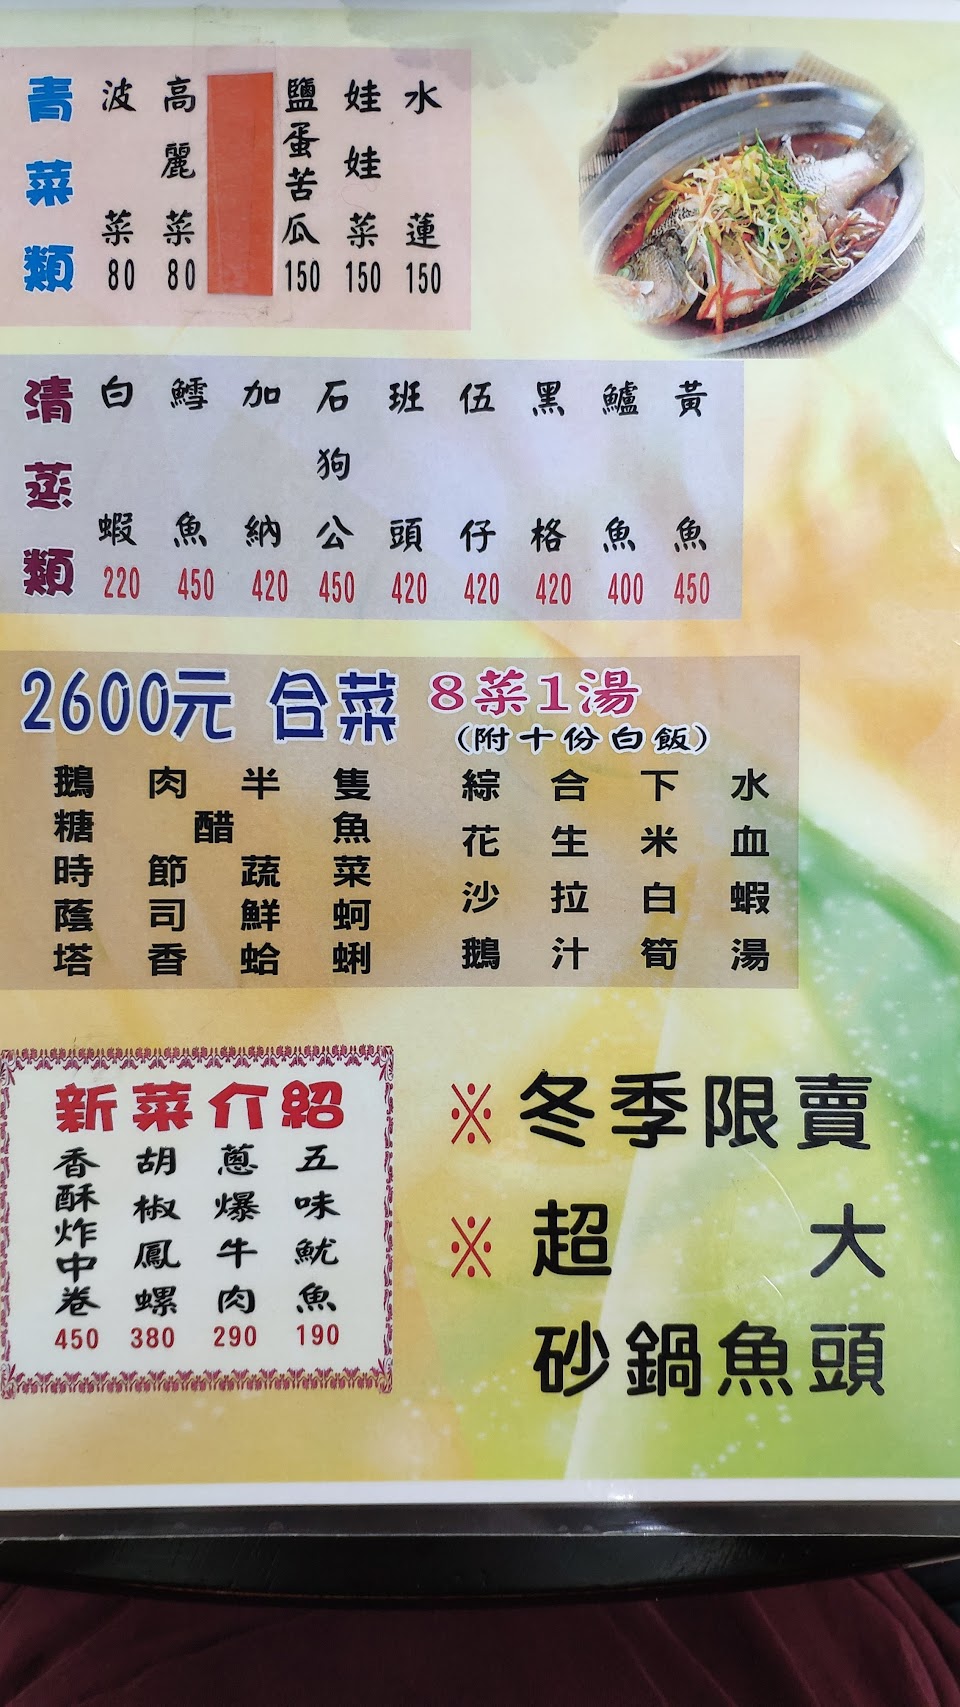 青菜類
波菜 80
高麗菜 80
鹽蛋苦瓜 150
娃娃菜 150
水蓮 150
清蒸類
白蝦 220
鱈魚 450
加納 420
石狗公 450
班頭 420
伍仔 420
黑格 420
鱸魚 400
黃魚 450
2600元 合菜 8菜1湯
(附十份白飯)
鵝肉半隻
糖醋魚
時節蔬菜
蔭司鮮蚵
塔香蛤蜊
綜合下水
花生米血
沙拉白蝦
鵝汁筍湯
新菜介紹
香酥炸中卷 450
胡椒鳳螺 380
蔥爆牛肉 290
五味魷魚 190
※冬季限賣
※超大
砂鍋魚頭